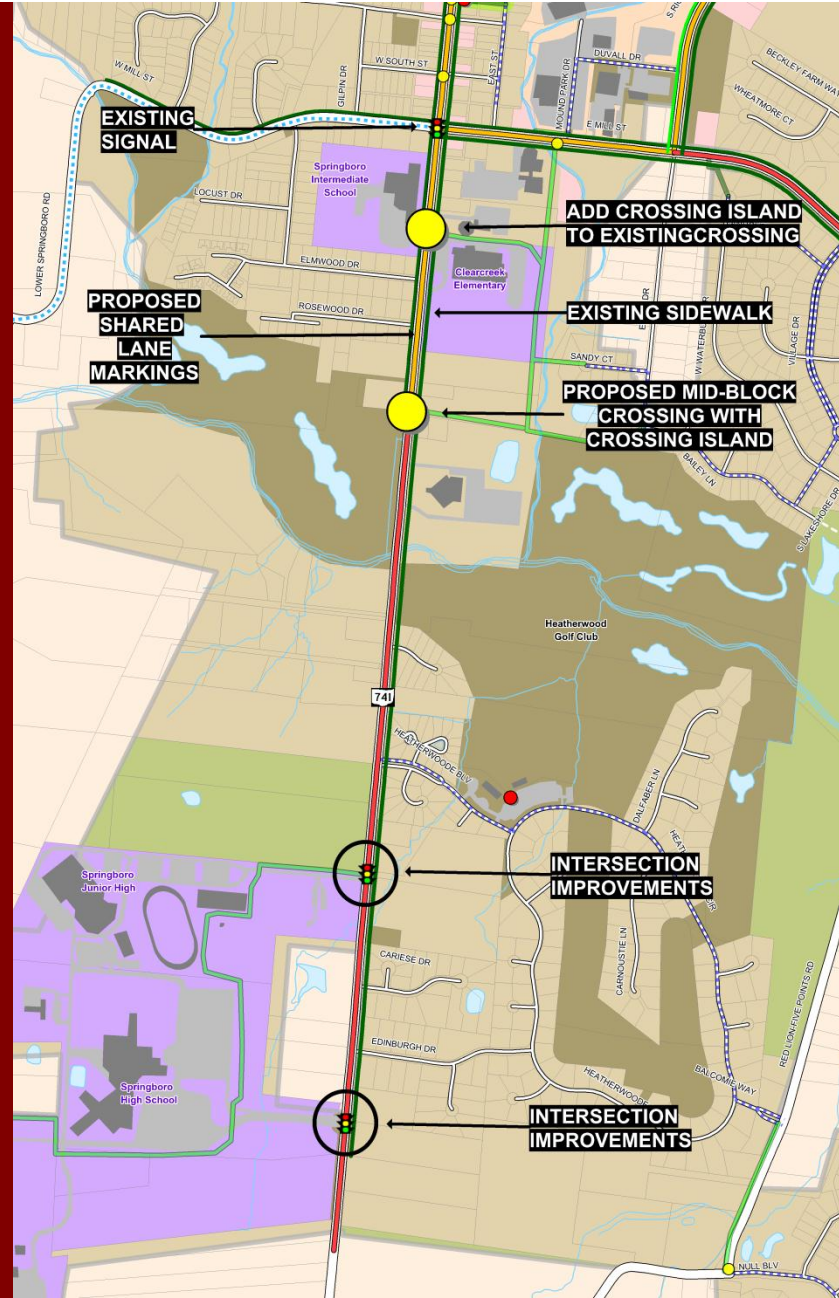 W MILL ST
W SOUTH ST
GILPIN DR
EAST ST
MOUND PARK DR
DUVALL DR
BECKLEY FARM WAY
WHEATMORE CT
E MILL ST
EXISTING
SIGNAL
Springboro
Intermediate
School
LOCUST DR
LOWER SPRINGBORO RD
ADD CROSSING ISLAND
TO EXISTINGCROSSING
ELMWOOD DR
Clearcreek
Elementary
PROPOSED
SHARED
LANE
MARKINGS
ROSEWOOD DR
EXISTING SIDEWALK
VILLAGE DR
SANDY CT
PROPOSED MID-BLOCK
CROSSING WITH
CROSSING ISLAND
BAILEY LN
S LAKESHORE DR
Heatherwood
Golf Club
741
HEATHERWOODE BLV
DALFABER LN
INTERSECTION
IMPROVEMENTS
Springboro
Junior High
CARIESE DR
CARNOUSTIE LN
RED LION-FIVE POINTS RD
EDINBURGH DR
HEATHERWOODE
BALCOMIE WAY
Springboro
High School
INTERSECTION
IMPROVEMENTS
NULL BLV